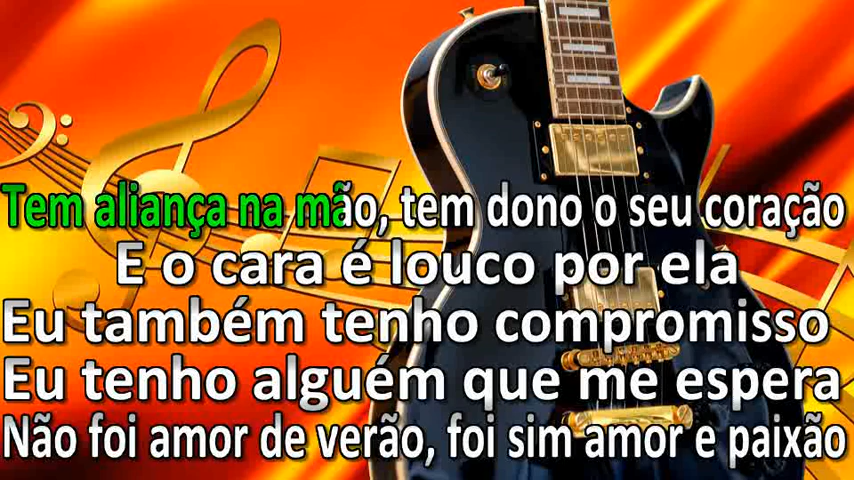 Tem aliança na mão, tem dono o seu coração
E o cara é louco por ela
Eu também tenho compromisso
Eu tenho alguém que me espera
Não foi amor de verão, foi sim amor e paixão